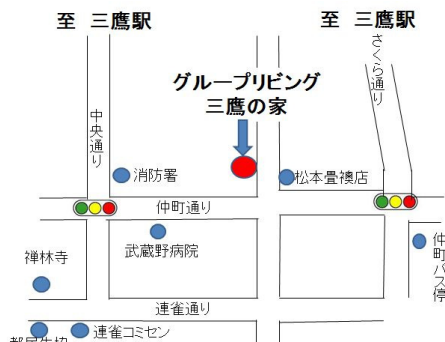 至 三鷹駅
至 三鷹駅
さくら通り
グループリビング
三鷹の家
中央通り
消防署
松本畳襖店
仲町通り
武蔵野病院
仲町バス停
禅林寺
連雀通り
連雀コミセン